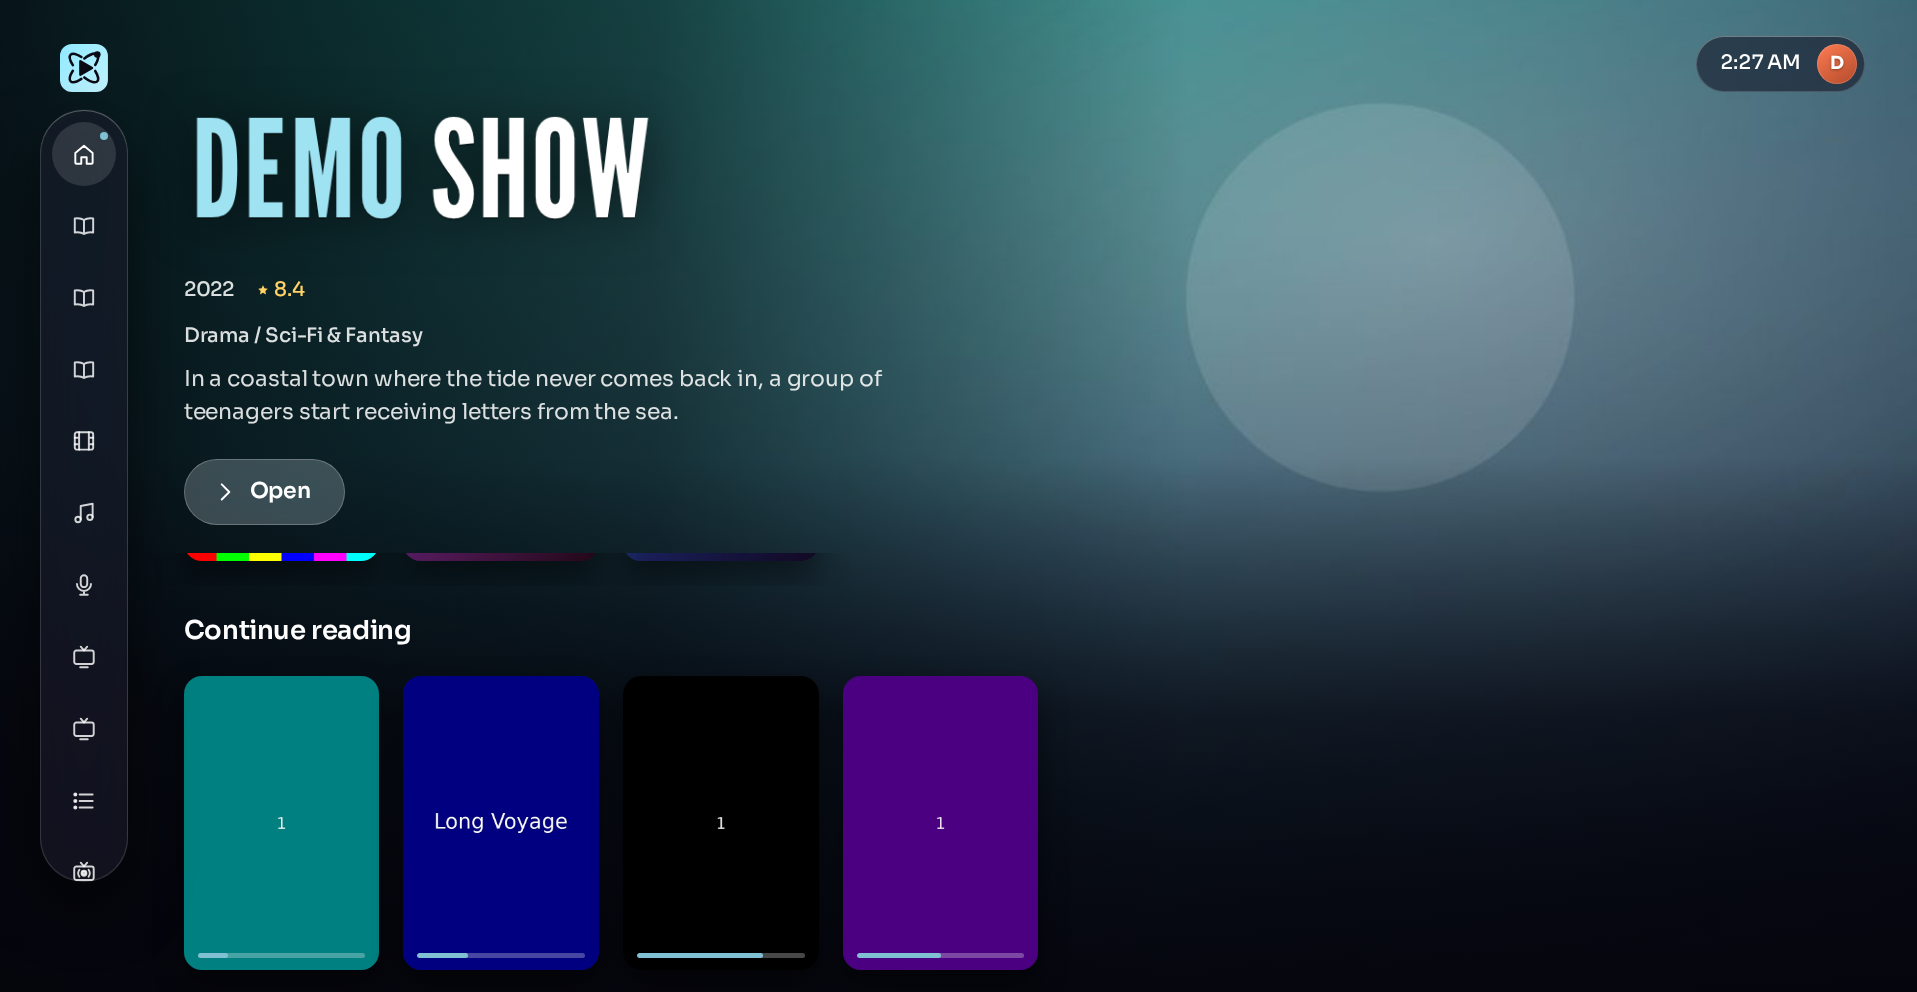 2:27 AM
D
DEMO SHOW
2022 8.4
Drama / Sci-Fi & Fantasy
In a coastal town where the tide never comes back in, a group of
teenagers start receiving letters from the sea.
Open
Continue reading
1
Long Voyage
1
1